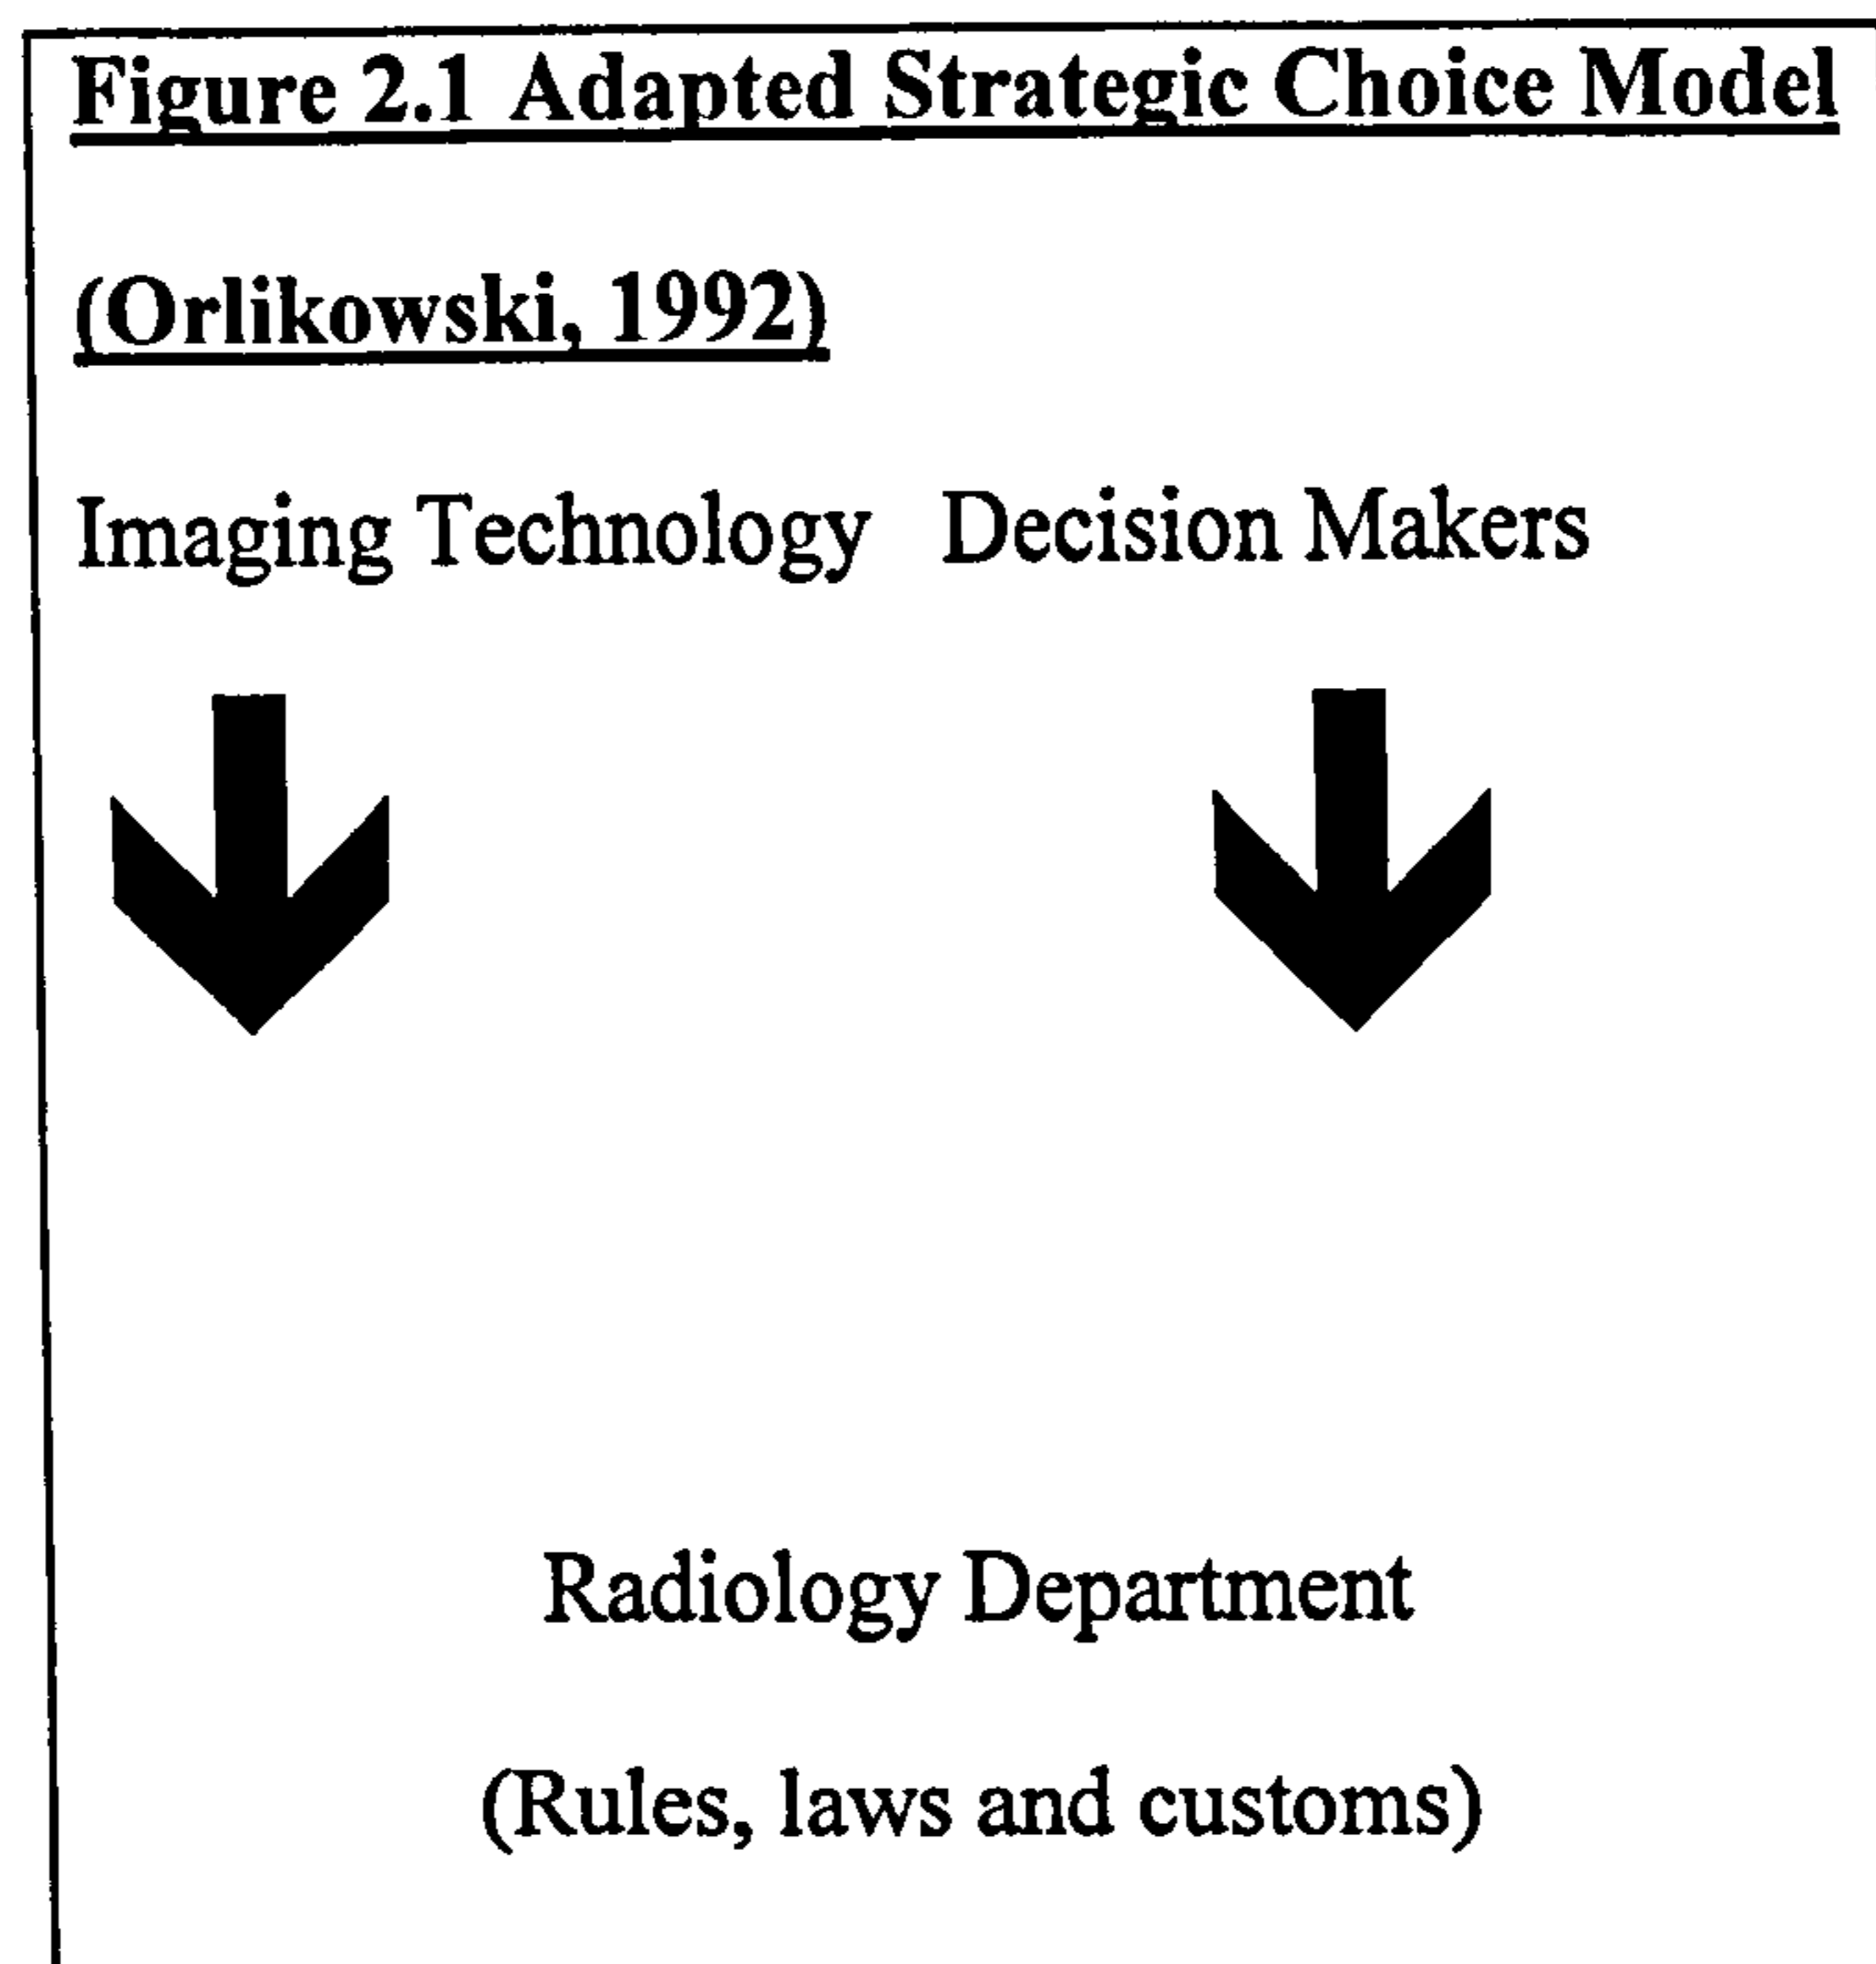 Figure 2.1 Adapted Strategic Choice Model
(Orlikowski, 1992)
Imaging Technology Decision Makers
Radiology Department
(Rules, laws and customs)